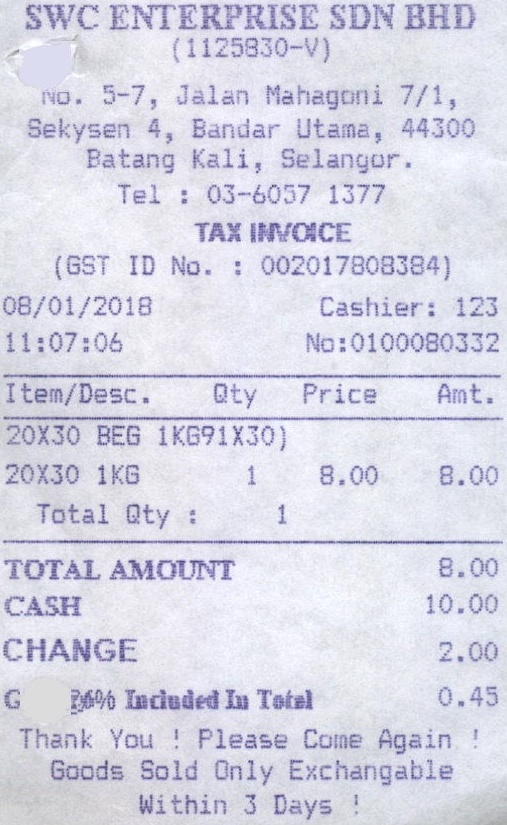 SWC ENTERPRISE SDN BHD
(1125830-V)
No. 5-7, Jalan Mahagoni 7/1,
Sekysen 4, Bandar Utama, 44300
Batang Kali, Selangor.
Tel : 03-6057 1377
TAX INVOICE
(GST ID No. : 002017808384)
08/01/2018 Cashier: 123
11:07:06 No:0100080332
Item/Desc. Qty Price Amt.
20X30 BEG 1KG91X30)
20X30 1KG 1 8.00 8.00
Total Qty : 1
TOTAL AMOUNT 8.00
CASH 10.00
CHANGE 2.00
6% Included In Total 0.45
Thank You ! Please Come Again !
Goods Sold Only Exchangable
Within 3 Days !